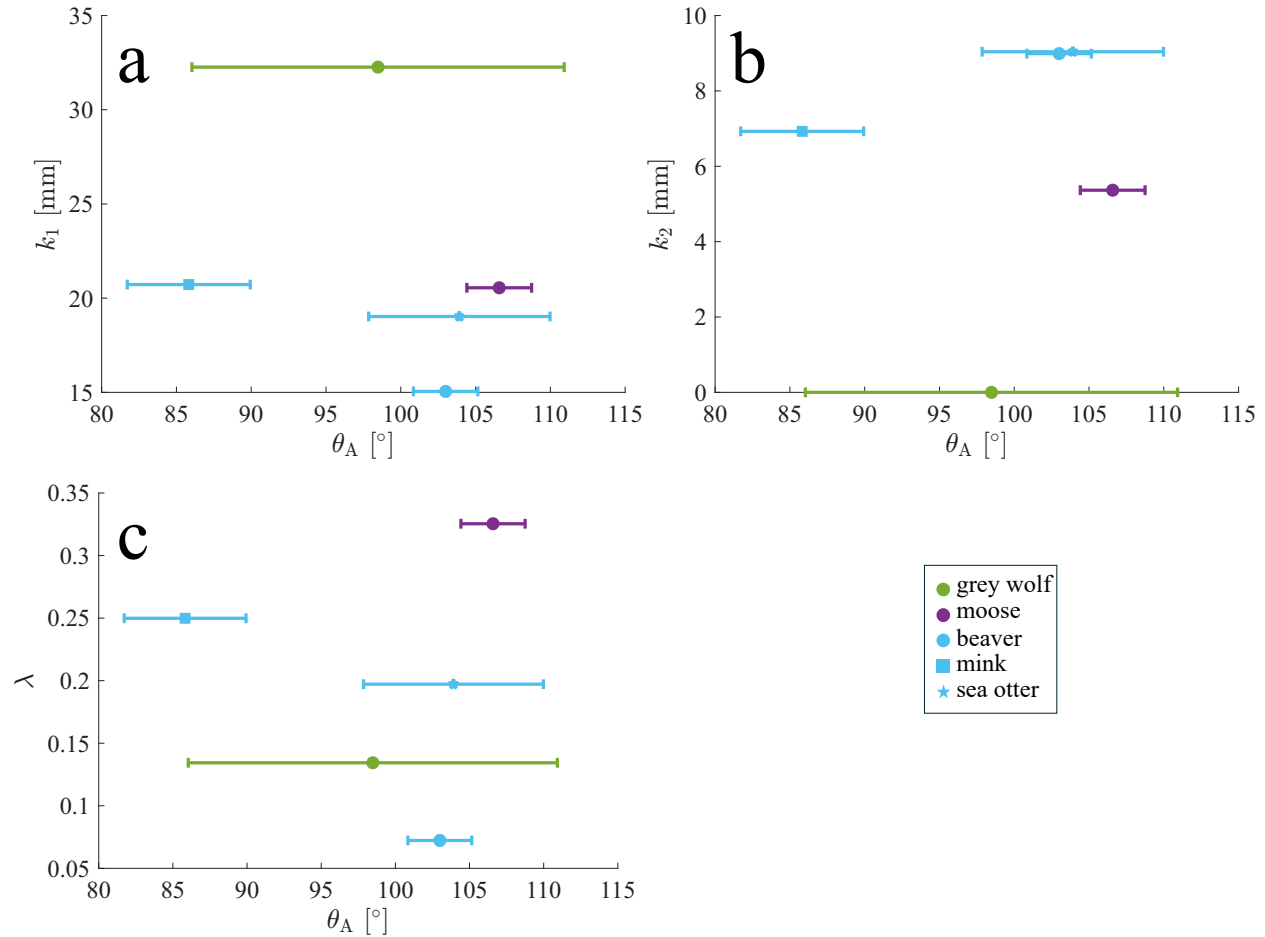 a
35
30
25
20
15
k₁ [mm]
80 85 90 95 100 105 110 115
θ_A [°]
b
10
8
6
4
2
0
k₂ [mm]
80 85 90 95 100 105 110 115
θ_A [°]
c
0.35
0.3
0.25
0.2
0.15
0.1
0.05
λ
80 85 90 95 100 105 110 115
θ_A [°]
grey wolf
moose
beaver
mink
sea otter